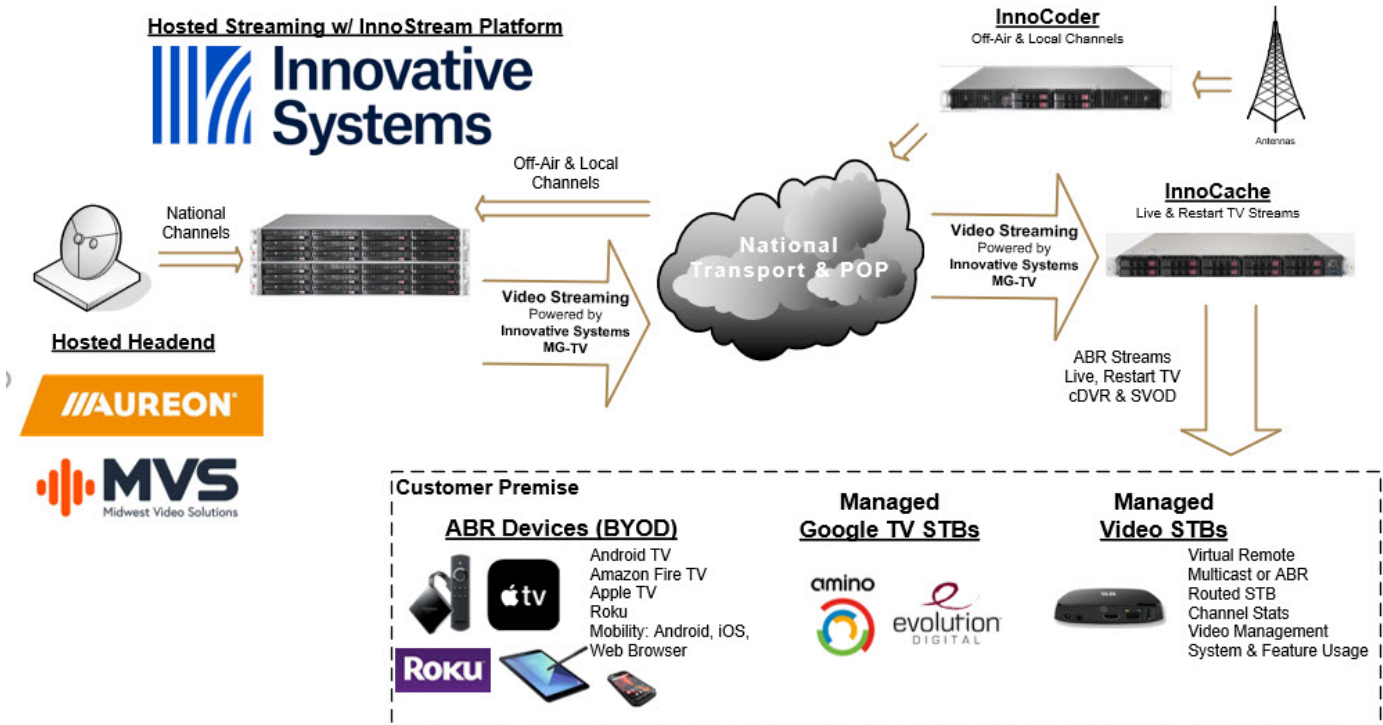 Hosted Streaming w/ InnoStream Platform
Innovative
Systems
InnoCoder
Off-Air & Local Channels
Antennas
Off-Air & Local
Channels
National
Channels
Video Streaming
Powered by
Innovative Systems
MG-TV
National
Transport & POP
Video Streaming
Powered by
Innovative Systems
MG-TV
InnoCache
Live & Restart TV Streams
Hosted Headend
AUREON
MVS
Midwest Video Solutions
ABR Streams
Live, Restart TV
cDVR & SVOD
Customer Premise
ABR Devices (BYOD)
tv
ROKU
Android TV
Amazon Fire TV
Apple TV
Roku
Mobility: Android, iOS,
Web Browser
Managed
Google TV STBs
amino
evolution
DIGITAL
Managed
Video STBs
Virtual Remote
Multicast or ABR
Routed STB
Channel Stats
Video Management
System & Feature Usage